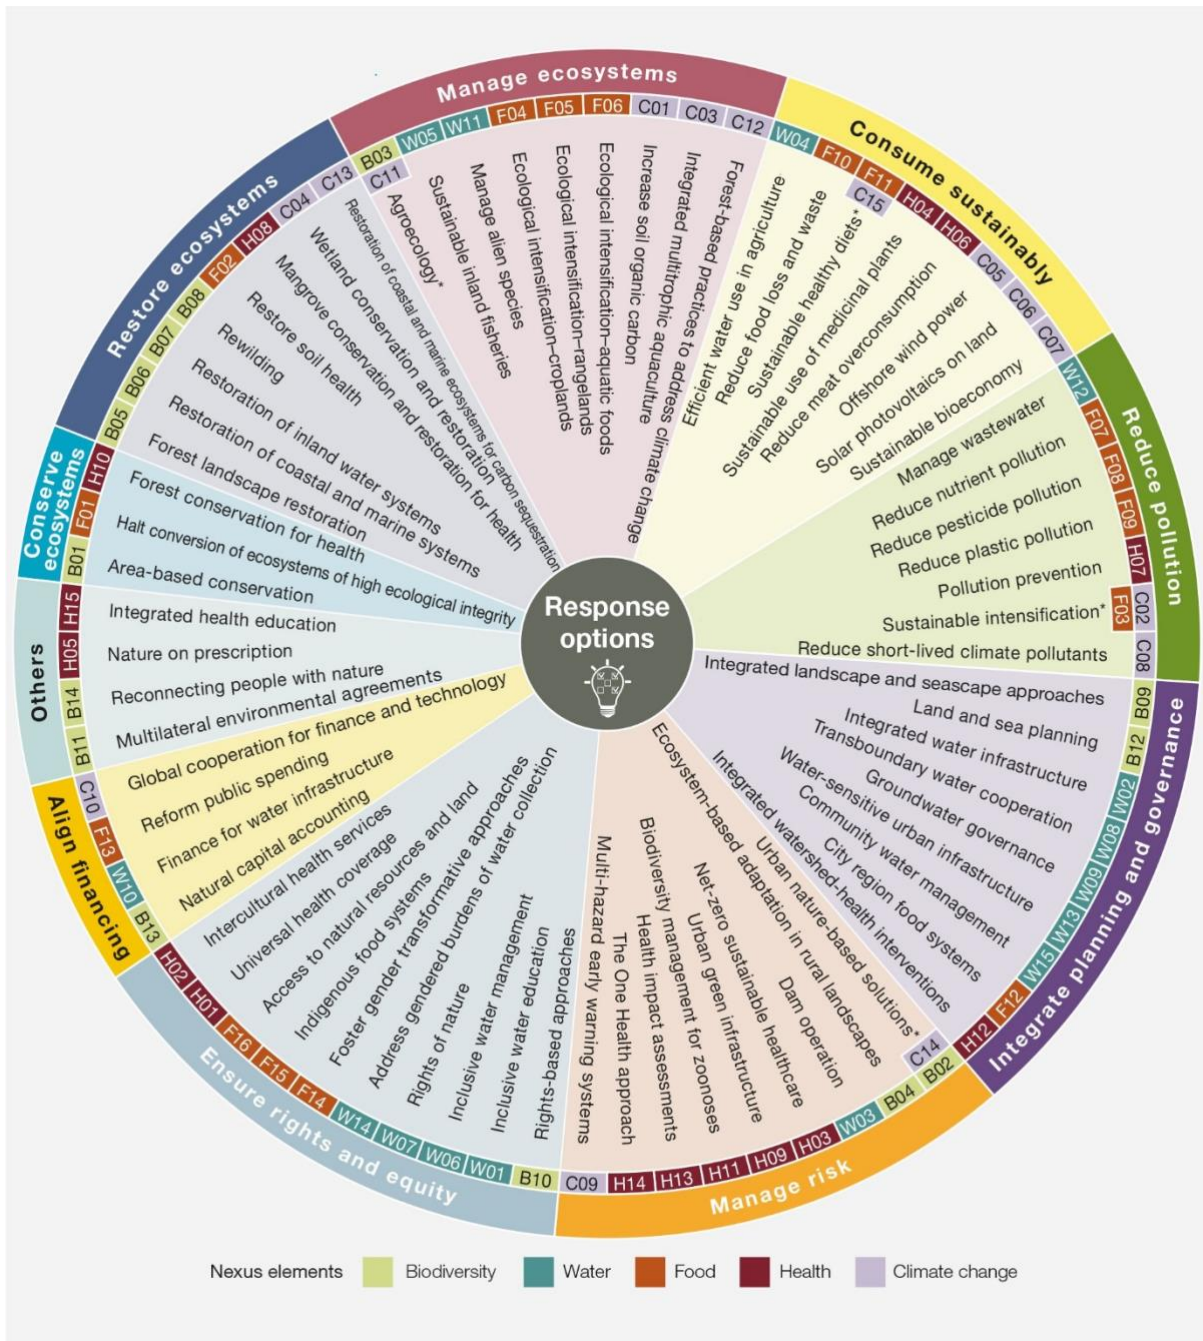 Manage ecosystems
B03
C11
W05
W11
F04
F05
F06
C01
C03
C12
Agroecology*
Sustainable inland fisheries
Manage alien species
Ecological intensification–croplands
Ecological intensification–rangelands
Ecological intensification–aquatic foods
Increase soil organic carbon
Integrated multitrophic aquaculture
Forest-based practices to address climate change
Consume sustainably
W04
F10
F11
C15
H04
H06
C05
C06
C07
Efficient water use in agriculture
Reduce food loss and waste
Sustainable healthy diets*
Sustainable use of medicinal plants
Reduce meat overconsumption
Offshore wind power
Solar photovoltaics on land
Sustainable bioeconomy
Reduce pollution
W12
F07
F08
F09
H07
F03
C02
C08
Manage wastewater
Reduce nutrient pollution
Reduce pesticide pollution
Reduce plastic pollution
Pollution prevention
Sustainable intensification*
Reduce short-lived climate pollutants
Integrate planning and governance
B09
B12
W02
W08
W09
W13
W15
F12
H12
Integrated landscape and seascape approaches
Land and sea planning
Integrated water infrastructure
Transboundary water cooperation
Groundwater governance
Water-sensitive urban infrastructure
Community water management
City region food systems
Integrated watershed-health interventions
Manage risk
C14
B02
B04
W03
H03
H09
H11
H13
H14
C09
Urban nature-based solutions*
Ecosystem-based adaptation in rural landscapes
Dam operation
Net-zero sustainable healthcare
Urban green infrastructure
Biodiversity management for zoonoses
Health impact assessments
The One Health approach
Multi-hazard early warning systems
Ensure rights and equity
B10
W01
W06
W07
W14
F14
F15
F16
H01
H02
Rights-based approaches
Inclusive water education
Inclusive water management
Rights of nature
Address gendered burdens of water collection
Foster gender transformative approaches
Indigenous food systems
Access to natural resources and land
Universal health coverage
Intercultural health services
Align financing
B13
W10
F13
C10
Natural capital accounting
Finance for water infrastructure
Reform public spending
Global cooperation for finance and technology
Others
B11
B14
H05
H15
Multilateral environmental agreements
Reconnecting people with nature
Nature on prescription
Integrated health education
Conserve
ecosystems
B01
F01
H10
Area-based conservation
Halt conversion of ecosystems of high ecological integrity
Forest conservation for health
Restore ecosystems
B05
B06
B07
B08
F02
H08
C04
C13
Forest landscape restoration
Restoration of coastal and marine systems
Restoration of inland water systems
Rewilding
Restore soil health
Mangrove conservation and restoration for health
Wetland conservation and restoration
Restoration of coastal and marine ecosystems for carbon sequestration
Response
options
Nexus elements
Biodiversity
Water
Food
Health
Climate change